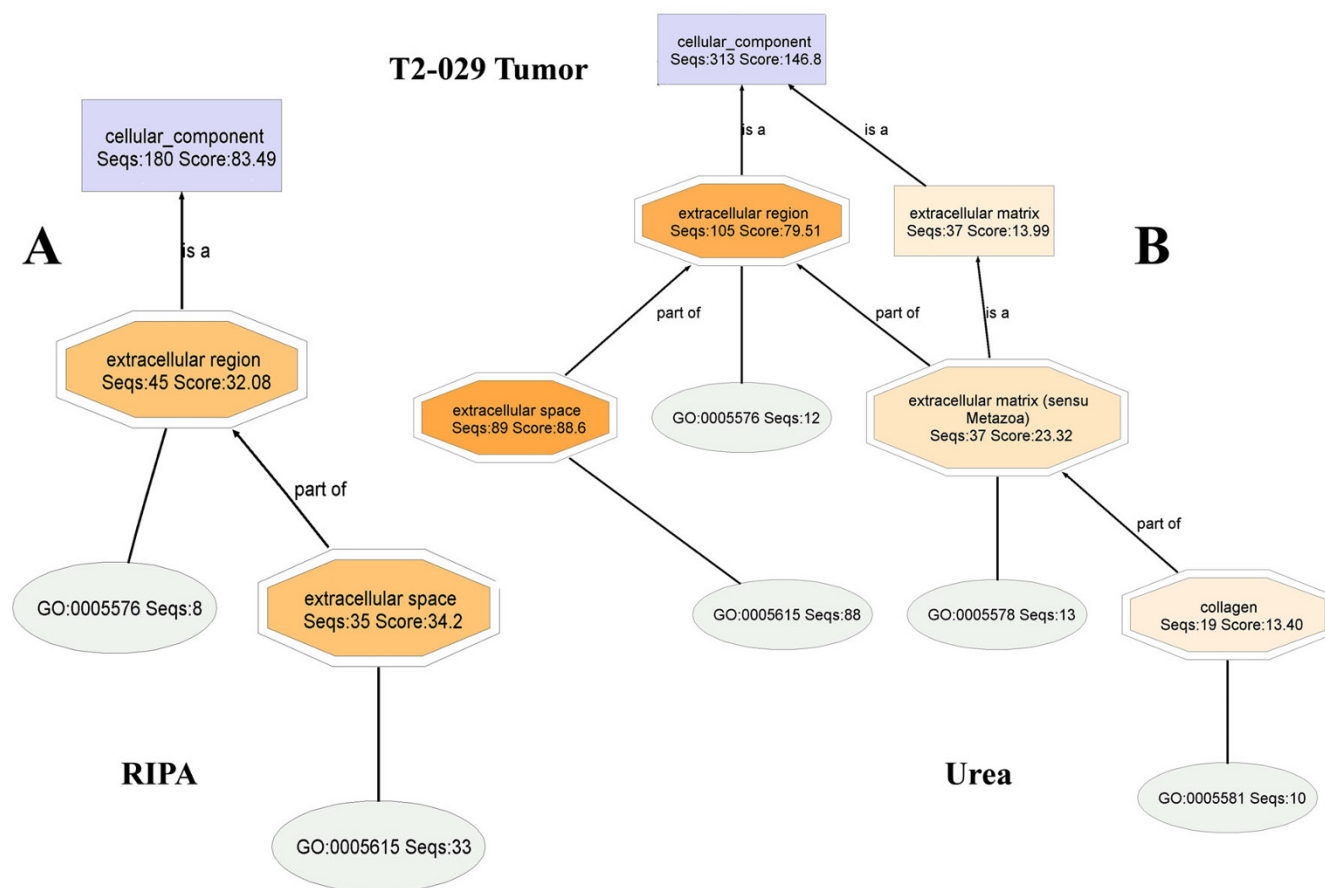 T2-029 Tumor
A
cellular_component
Seqs:180 Score:83.49
is a
extracellular region
Seqs:45 Score:32.08
part of
GO:0005576 Seqs:8
extracellular space
Seqs:35 Score:34.2
GO:0005615 Seqs:33
RIPA
B
cellular_component
Seqs:313 Score:146.8
is a
is a
extracellular region
Seqs:105 Score:79.51
extracellular matrix
Seqs:37 Score:13.99
part of
part of
is a
extracellular space
Seqs:89 Score:88.6
GO:0005576 Seqs:12
extracellular matrix (sensu
Metazoa)
Seqs:37 Score:23.32
part of
GO:0005615 Seqs:88
GO:0005578 Seqs:13
collagen
Seqs:19 Score:13.40
GO:0005581 Seqs:10
Urea